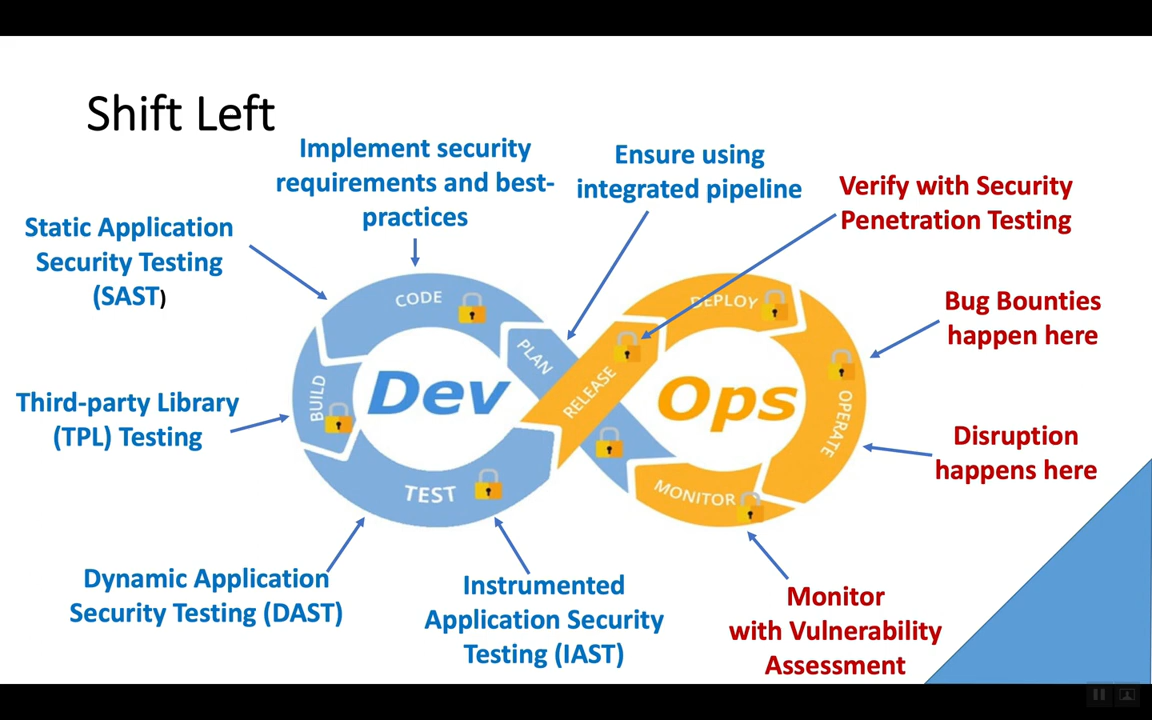 Shift Left
Implement security
requirements and best-
practices
Ensure using
integrated pipeline
Verify with Security
Penetration Testing
Static Application
Security Testing
(SAST)
Bug Bounties
happen here
Third-party Library
(TPL) Testing
Disruption
happens here
Dynamic Application
Security Testing (DAST)
Instrumented
Application Security
Testing (IAST)
Monitor
with Vulnerability
Assessment
CODE
PLAN
BUILD
Dev
TEST
RELEASE
DEPLOY
Ops
OPERATE
MONITOR